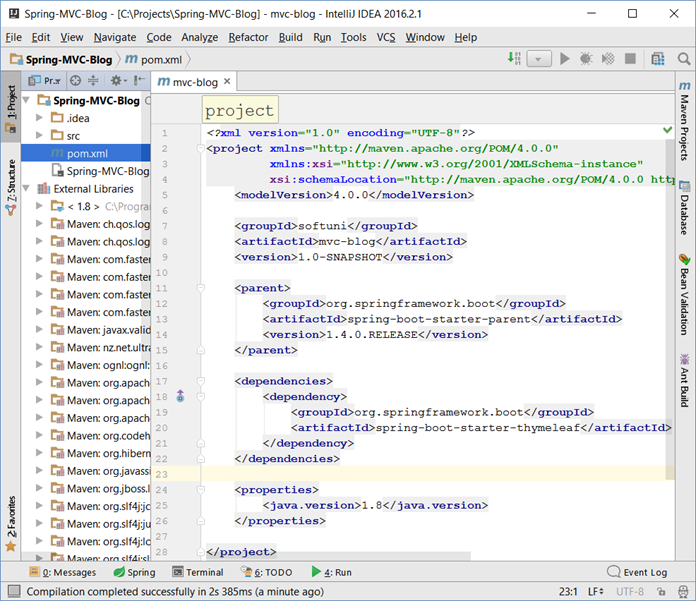 Spring-MVC-Blog - [C:\Projects\Spring-MVC-Blog] - mvc-blog - IntelliJ IDEA 2016.2.1
File Edit View Navigate Code Analyze Refactor Build Run Tools VCS Window Help
Spring-MVC-Blog pom.xml
1: Project
7: Structure
2: Favorites
Pr..
Spring-MVC-Blog
.idea
src
pom.xml
Spring-MVC-Blog
External Libraries
< 1.8 > C:\Program
Maven: ch.qos.log
Maven: ch.qos.log
Maven: com.faster
Maven: com.faster
Maven: com.faster
Maven: javax.valid
Maven: nz.net.ultra
Maven: ognl:ognl:
Maven: org.apache
Maven: org.apache
Maven: org.apache
Maven: org.codeh
Maven: org.hibern
Maven: org.javassi
Maven: org.jboss.l
Maven: org.slf4j:jc
Maven: org.slf4j:ju
Maven: org.slf4j:lo
mvc-blog
project
1 <?xml version="1.0" encoding="UTF-8"?>
2 <project xmlns="http://maven.apache.org/POM/4.0.0"
3 xmlns:xsi="http://www.w3.org/2001/XMLSchema-instance"
4 xsi:schemaLocation="http://maven.apache.org/POM/4.0.0 http
5 <modelVersion>4.0.0</modelVersion>
6
7 <groupId>softuni</groupId>
8 <artifactId>mvc-blog</artifactId>
9 <version>1.0-SNAPSHOT</version>
10
11 <parent>
12 <groupId>org.springframework.boot</groupId>
13 <artifactId>spring-boot-starter-parent</artifactId>
14 <version>1.4.0.RELEASE</version>
15 </parent>
16
17 <dependencies>
18 <dependency>
19 <groupId>org.springframework.boot</groupId>
20 <artifactId>spring-boot-starter-thymeleaf</artifactId>
21 </dependency>
22 </dependencies>
23
24 <properties>
25 <java.version>1.8</java.version>
26 </properties>
27
28 </project>
Maven Projects
Database
Bean Validation
Ant Build
0: Messages Spring Terminal 6: TODO 4: Run Event Log
Compilation completed successfully in 2s 385ms (a minute ago) 23:1 LF UTF-8